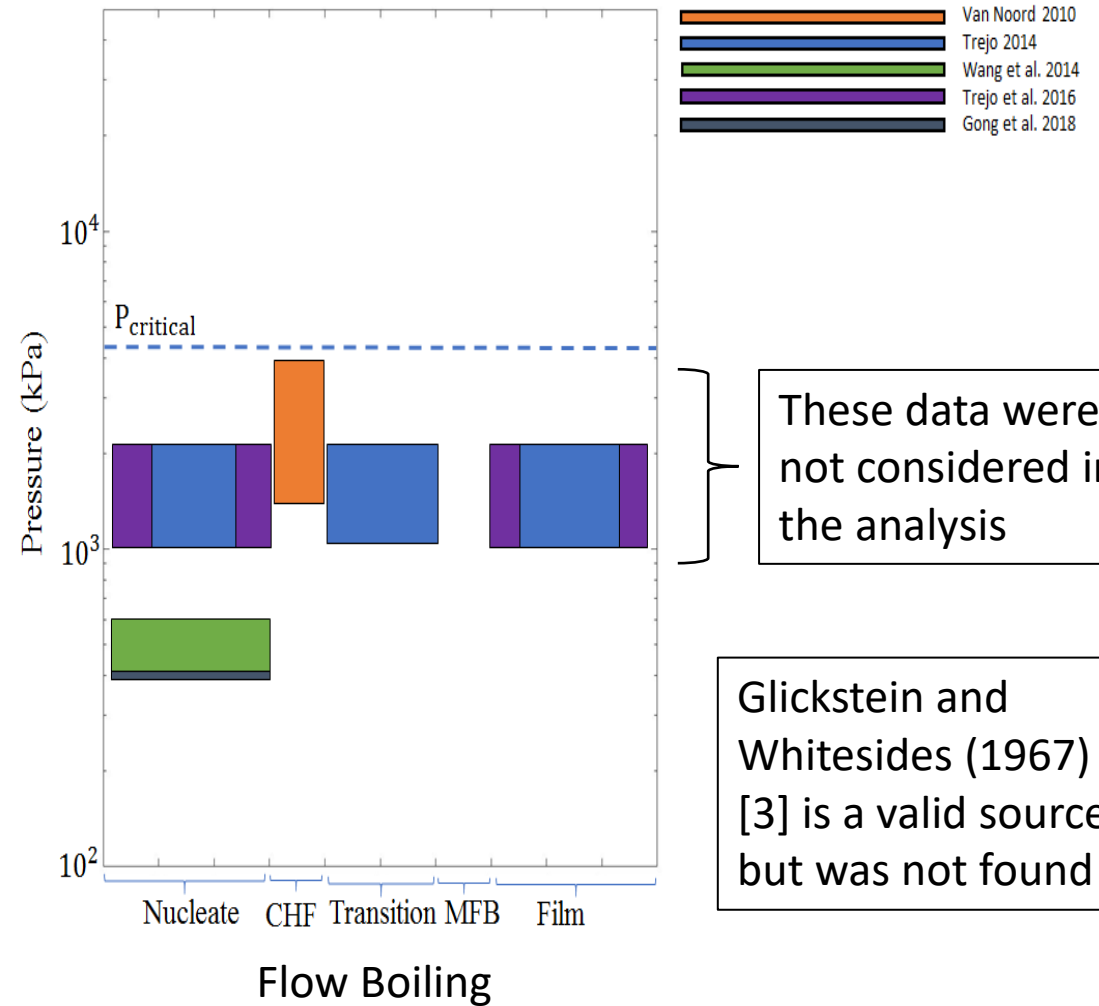 Van Noord 2010
Trejo 2014
Wang et al. 2014
Trejo et al. 2016
Gong et al. 2018
10⁴
P_critical
Pressure (kPa)
10³
10²
These data were
not considered in
the analysis
Glickstein and
Whitesides (1967)
[3] is a valid source
but was not found
Nucleate CHF Transition MFB Film
Flow Boiling